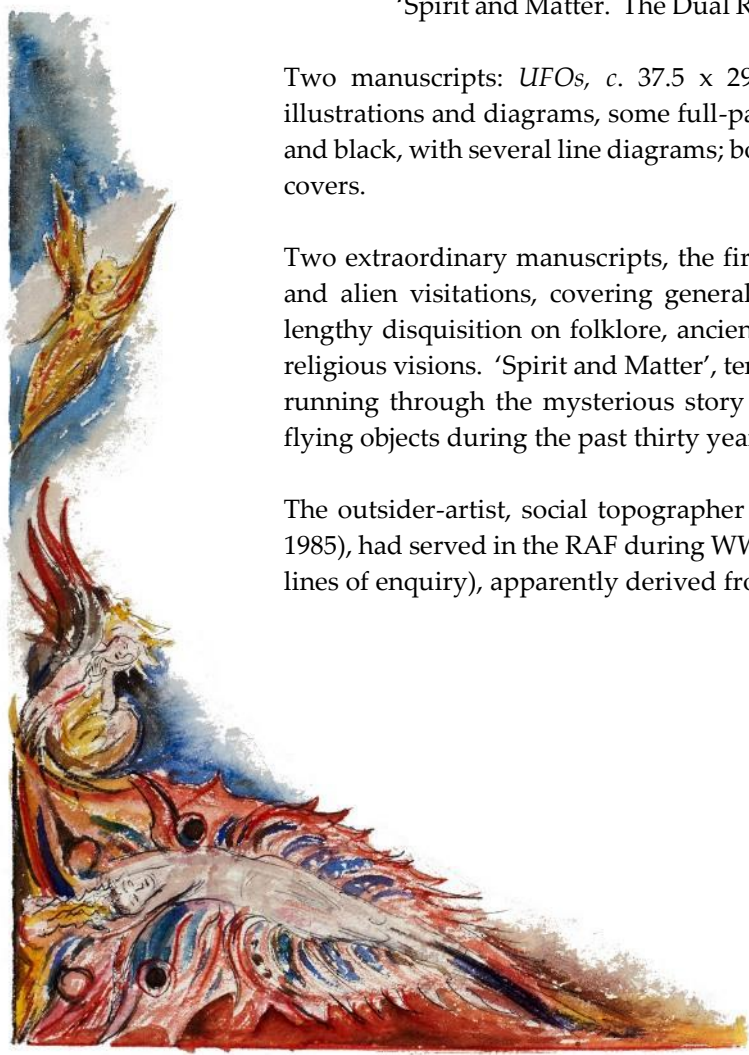 'Spirit and Matter. The Dual R
Two manuscripts: UFOs, c. 37.5 x 29
illustrations and diagrams, some full-pa
and black, with several line diagrams; bo
covers.
Two extraordinary manuscripts, the fir
and alien visitations, covering general
lengthy disquisition on folklore, ancien
religious visions. 'Spirit and Matter', ter
running through the mysterious story
flying objects during the past thirty year
The outsider-artist, social topographer
1985), had served in the RAF during WW
lines of enquiry), apparently derived fro